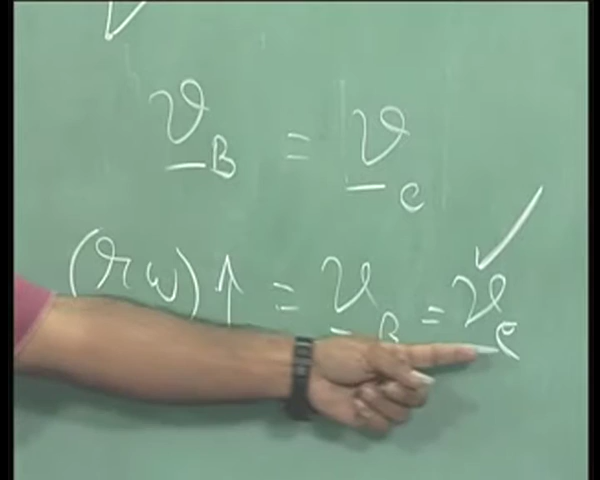 v_B = v_C
(rω)↑ = v_B = v_C